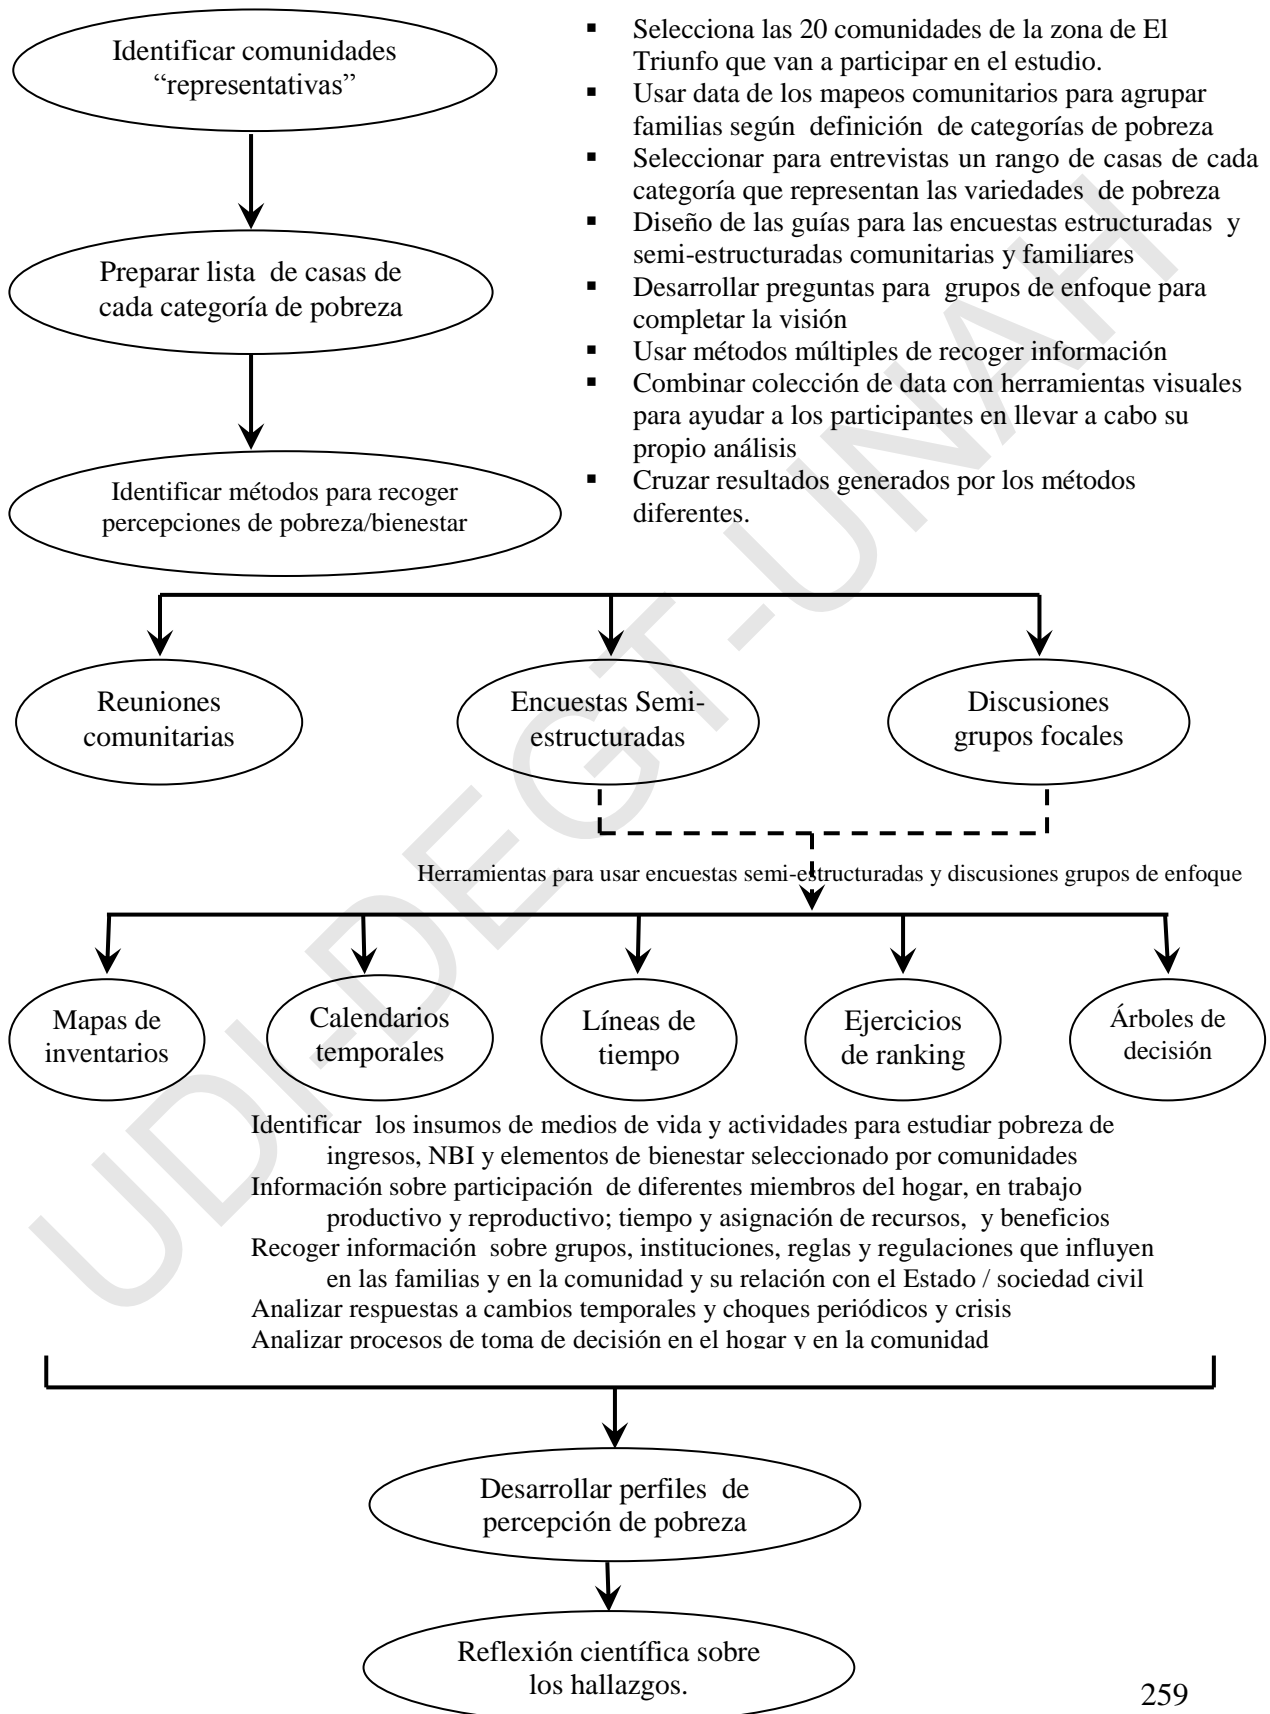 Identificar comunidades
“representativas”
▪ Selecciona las 20 comunidades de la zona de El
Triunfo que van a participar en el estudio.
▪ Usar data de los mapeos comunitarios para agrupar
familias según definición de categorías de pobreza
▪ Seleccionar para entrevistas un rango de casas de cada
categoría que representan las variedades de pobreza
▪ Diseño de las guías para las encuestas estructuradas y
semi-estructuradas comunitarias y familiares
▪ Desarrollar preguntas para grupos de enfoque para
completar la visión
▪ Usar métodos múltiples de recoger información
▪ Combinar colección de data con herramientas visuales
para ayudar a los participantes en llevar a cabo su
propio análisis
▪ Cruzar resultados generados por los métodos
diferentes.
Preparar lista de casas de
cada categoría de pobreza
Identificar métodos para recoger
percepciones de pobreza/bienestar
Reuniones
comunitarias
Encuestas Semi-
estructuradas
Discusiones
grupos focales
Herramientas para usar encuestas semi-estructuradas y discusiones grupos de enfoque
Mapas de
inventarios
Calendarios
temporales
Líneas de
tiempo
Ejercicios
de ranking
Árboles de
decisión
Identificar los insumos de medios de vida y actividades para estudiar pobreza de
ingresos, NBI y elementos de bienestar seleccionado por comunidades
Información sobre participación de diferentes miembros del hogar, en trabajo
productivo y reproductivo; tiempo y asignación de recursos, y beneficios
Recoger información sobre grupos, instituciones, reglas y regulaciones que influyen
en las familias y en la comunidad y su relación con el Estado / sociedad civil
Analizar respuestas a cambios temporales y choques periódicos y crisis
Analizar procesos de toma de decisión en el hogar y en la comunidad
Desarrollar perfiles de
percepción de pobreza
Reflexión científica sobre
los hallazgos.
259
UDI-DEGT-UNAH